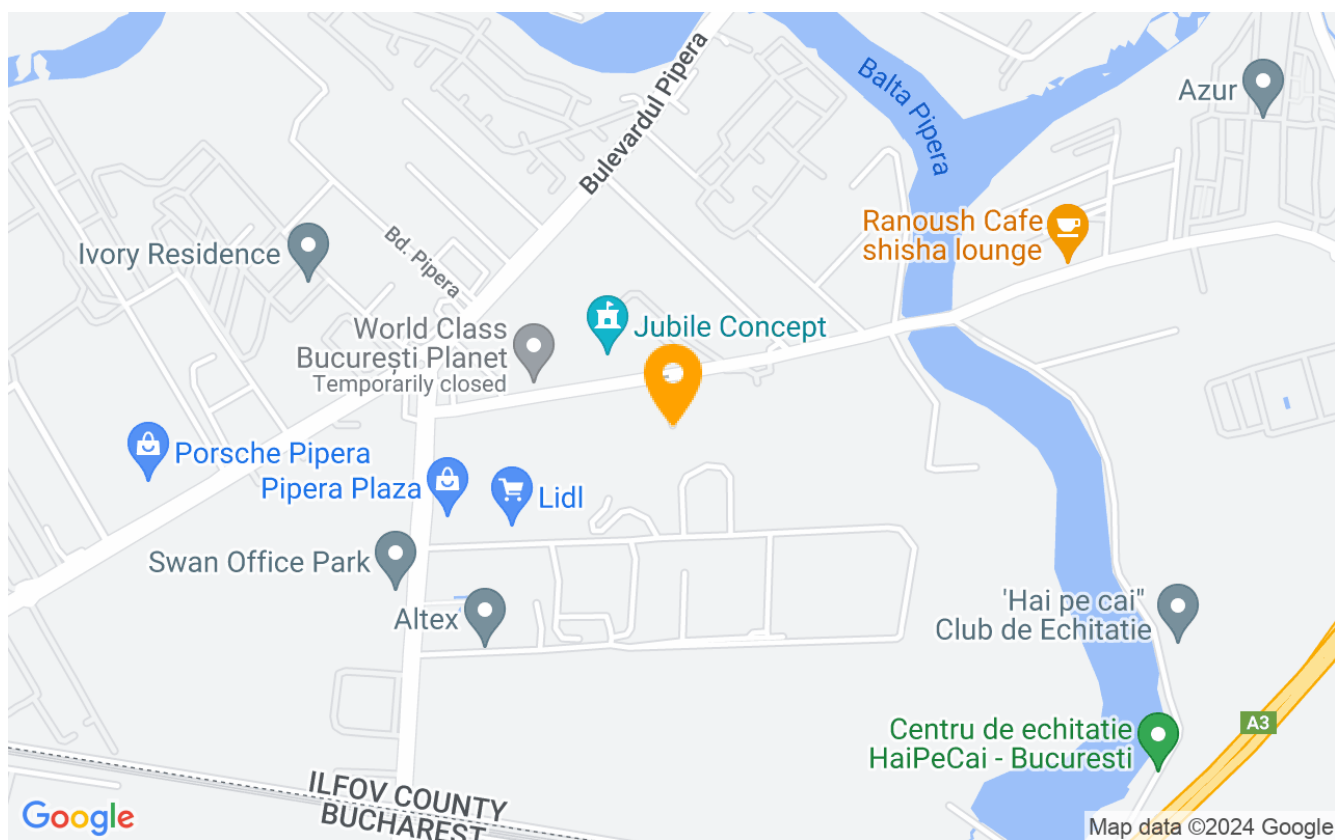 Bulevardul Pipera
Balta Pipera
Azur
Ranoush Cafe
shisha lounge
Ivory Residence
Bd. Pipera
World Class
București Planet
Temporarily closed
Jubile Concept
Porsche Pipera
Pipera Plaza
Lidl
Swan Office Park
Altex
'Hai pe cai"
Club de Echitatie
Centru de echitatie
HaiPeCai - Bucuresti
A3
ILFOV COUNTY
BUCHAREST
Google
Map data ©2024 Google